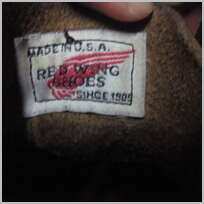 MADE IN U.S.A.
RED WING
SHOES
SINCE 1905